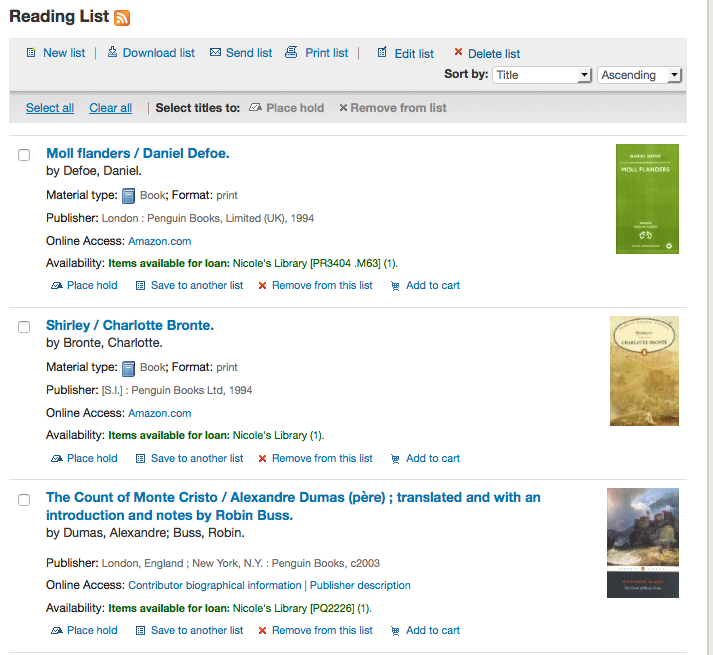 Reading List
New list | Download list Send list Print list | Edit list Delete list
Sort by: Title Ascending
Select all Clear all | Select titles to: Place hold Remove from list
Moll flanders / Daniel Defoe.
by Defoe, Daniel.
Material type: Book; Format: print
Publisher: London : Penguin Books, Limited (UK), 1994
Online Access: Amazon.com
Availability: Items available for loan: Nicole's Library [PR3404 .M63] (1).
Place hold Save to another list Remove from this list Add to cart
DANIEL DEFOE
MOLL FLANDERS
Shirley / Charlotte Bronte.
by Bronte, Charlotte.
Material type: Book; Format: print
Publisher: [S.l.] : Penguin Books Ltd, 1994
Online Access: Amazon.com
Availability: Items available for loan: Nicole's Library (1).
Place hold Save to another list Remove from this list Add to cart
CHARLOTTE BRONTË
The Count of Monte Cristo / Alexandre Dumas (père) ; translated and with an
introduction and notes by Robin Buss.
by Dumas, Alexandre; Buss, Robin.
Publisher: London, England ; New York, N.Y. : Penguin Books, c2003
Online Access: Contributor biographical information | Publisher description
Availability: Items available for loan: Nicole's Library [PQ2226] (1).
Place hold Save to another list Remove from this list Add to cart
ALEXANDRE DUMAS
The Count of Monte Cristo